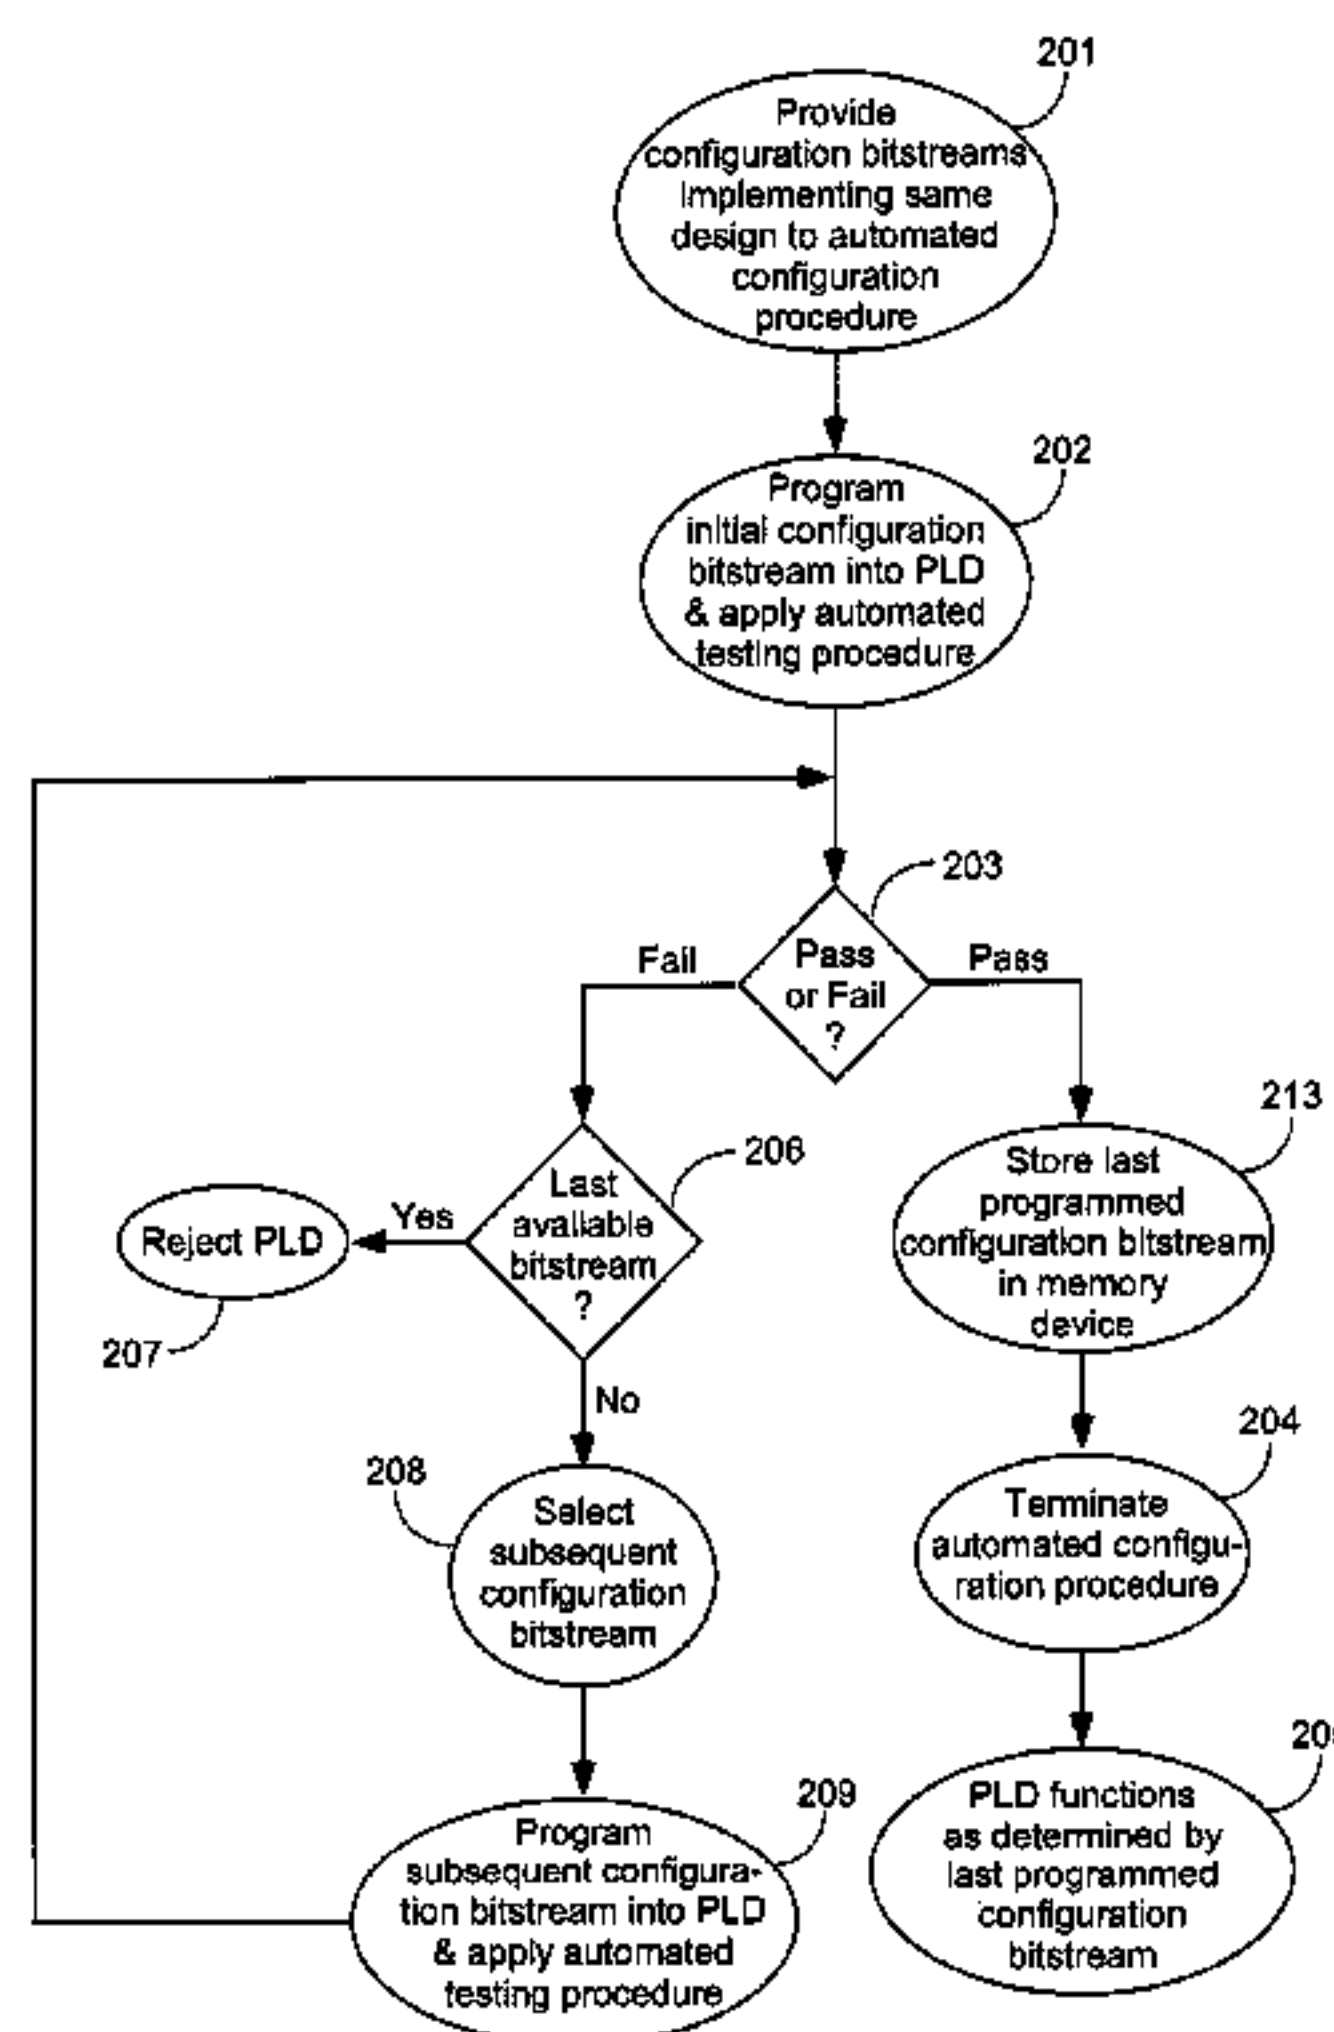 201
Provide
configuration bitstreams
Implementing same
design to automated
configuration
procedure
202
Program
initial configuration
bitstream into PLD
& apply automated
testing procedure
203
Fail
Pass
or Fail
?
Pass
213
206
Last
available
bitstream
?
Yes
Reject PLD
207
Store last
programmed
configuration bitstream
in memory
device
No
204
208
Select
subsequent
configuration
bitstream
Terminate
automated configu-
ration procedure
209
Program
subsequent configura-
tion bitstream into PLD
& apply automated
testing procedure
PLD functions
as determined by
last programmed
configuration
bitstream